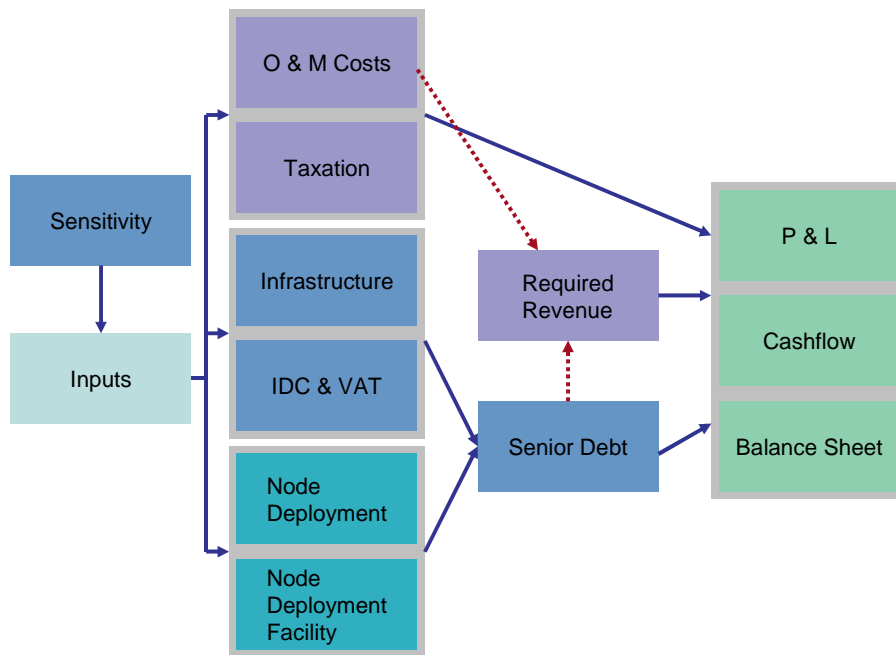 O & M Costs
Taxation
Sensitivity
Inputs
Infrastructure
IDC & VAT
Node
Deployment
Node
Deployment
Facility
Required
Revenue
Senior Debt
P & L
Cashflow
Balance Sheet